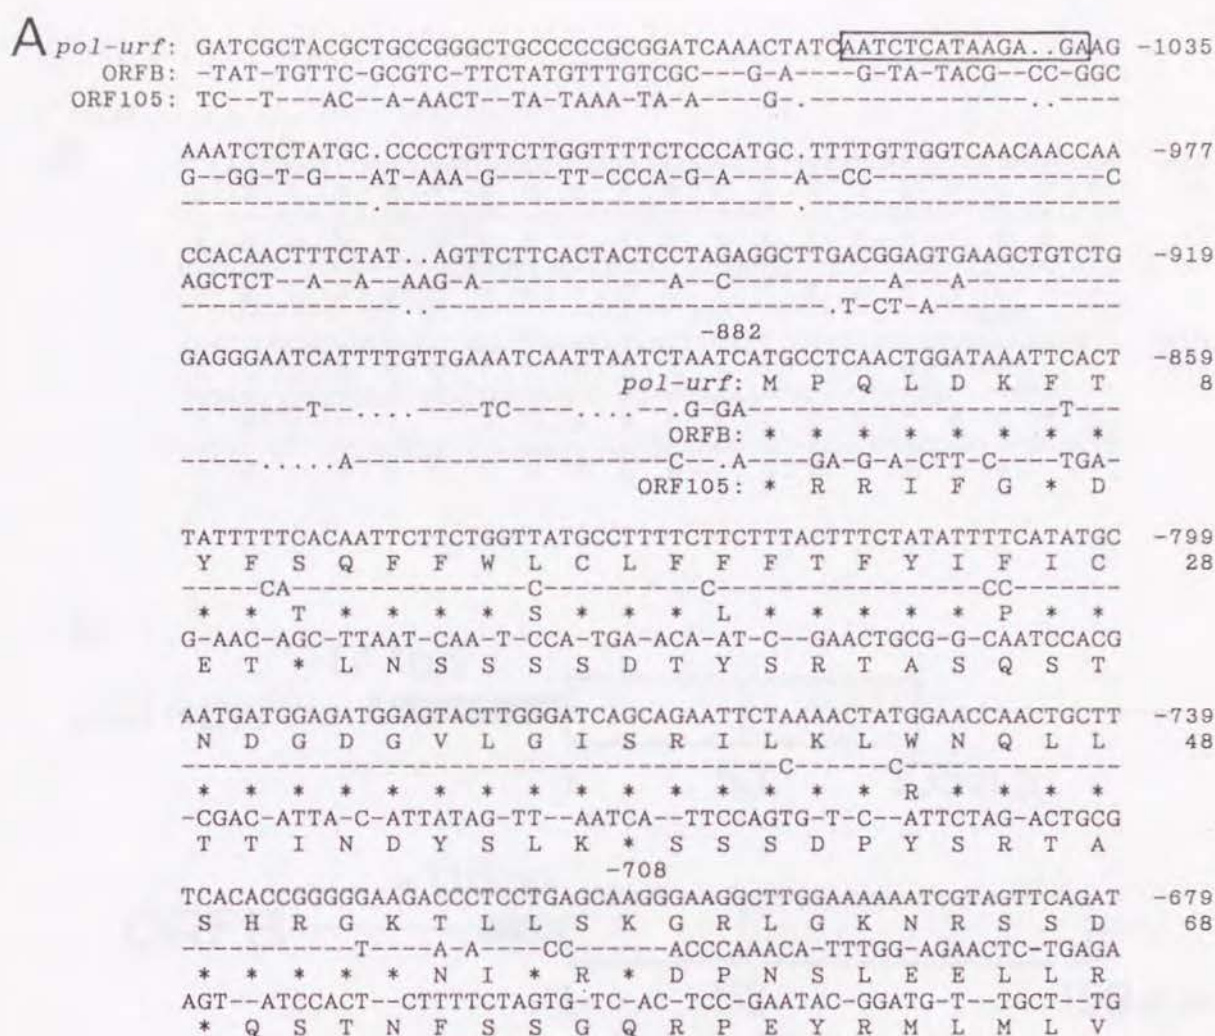 A pol-urf: GATCGCTACGCTGCCGGGCTGCCCCCGCGGATCAAACTATCAATCTCATAAGA..GAAG -1035
ORFB: -TAT-TGTTC-GCGTC-TTCTATGTTTGTCGC---G-A----G-TA-TACG--CC-GGC
ORF105: TC--T---AC--A-AACT--TA-TAAA-TA-A----G-.--------------..----
AAATCTCTATGC.CCCCTGTTCTTGGTTTTCTCCCATGC.TTTTGTTGGTCAACAACCAA -977
G--GG-T-G---AT-AAA-G----TT-CCCA-G-A----A--CC---------------C
------------.--------------------------.--------------------
CCACAACTTTCTAT..AGTTCTTCACTACTCCTAGAGGCTTGACGGAGTGAAGCTGTCTG -919
AGCTCT--A--A--AAG-A------------A--C----------A---A----------
--------------..-------------------------.T-CT-A------------
-882
GAGGGAATCATTTTGTTGAAATCAATTAATCTAATCATGCCTCAACTGGATAAATTCACT -859
pol-urf: M P Q L D K F T 8
--------T--....----TC----....---.G-GA--------------------T---
ORFB: * * * * * * * *
-----.....A--------------------C--.A----GA-G-A-CTT-C----TGA-
ORF105: * R R I F G * D
TATTTTTCACAATTCTTCTGGTTATGCCTTTTCTTCTTTACTTTCTATATTTTCATATGC -799
Y F S Q F F W L C L F F F T F Y I F I C 28
-----CA----------------C----------C-----------------CC------
* * T * * * * S * * * L * * * * * P * *
G-AAC-AGC-TTAAT-CAA-T-CCA-TGA-ACA-AT-C--GAACTGCG-G-CAATCCACG
E T * L N S S S S D T Y S R T A S Q S T
AATGATGGAGATGGAGTACTTGGGATCAGCAGAATTCTAAAACTATGGAACCAACTGCTT -739
N D G D G V L G I S R I L K L W N Q L L 48
--------------------------------------C------C--------------
* * * * * * * * * * * * * * * R * * * *
-CGAC-ATTA-C-ATTATAG-TT--AATCA--TTCCAGTG-T-C--ATTCTAG-ACTGCG
T T I N D Y S L K * S S S D P Y S R T A
-708
TCACACCGGGGGAAGACCCTCCTGAGCAAGGGAAGGCTTGGAAAAAATCGTAGTTCAGAT -679
S H R G K T L L S K G R L G K N R S S D 68
-----------T----A-A----CC------ACCCAAACA-TTTGG-AGAACTC-TGAGA
* * * * * N I * R * D P N S L E E L L R
AGT--ATCCACT--CTTTTCTAGTG-TC-AC-TCC-GAATAC-GGATG-T--TGCT--TG
* Q S T N F S S G Q R P E Y R M L M L V